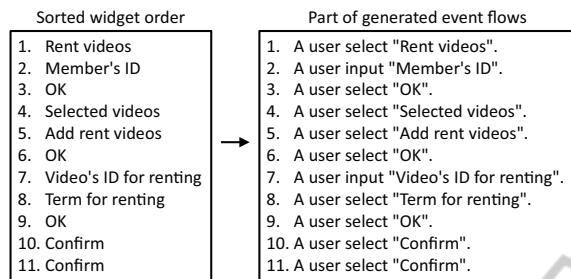 Sorted widget order
1. Rent videos
2. Member's ID
3. OK
4. Selected videos
5. Add rent videos
6. OK
7. Video's ID for renting
8. Term for renting
9. OK
10. Confirm
11. Confirm
Part of generated event flows
1. A user select "Rent videos".
2. A user input "Member's ID".
3. A user select "OK".
4. A user select "Selected videos".
5. A user select "Add rent videos".
6. A user select "OK".
7. A user input "Video's ID for renting".
8. A user select "Term for renting".
9. A user select "OK".
10. A user select "Confirm".
11. A user select "Confirm".